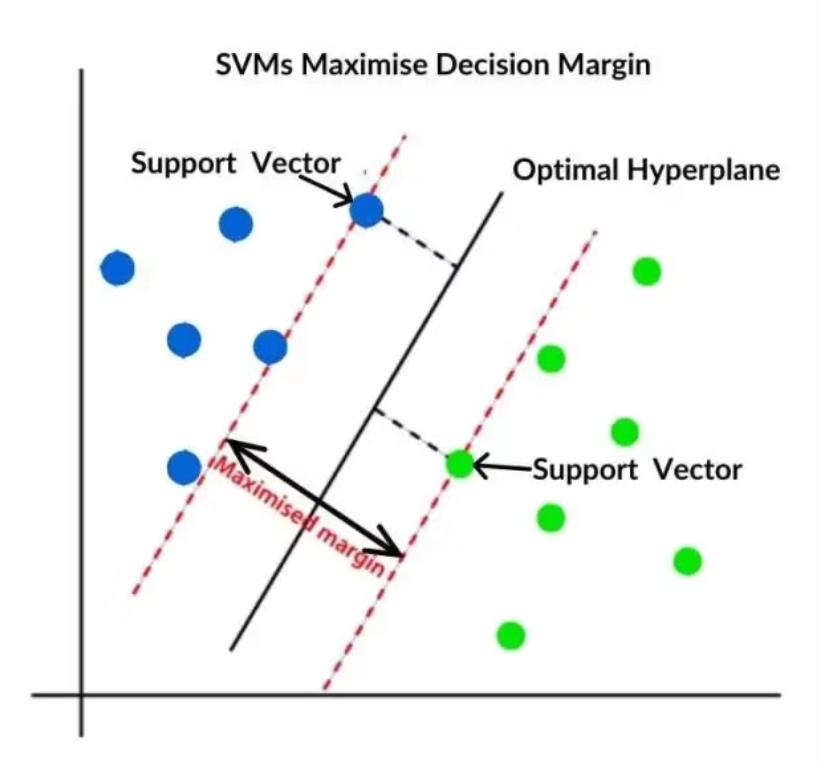 SVMs Maximise Decision Margin
Support Vector
Optimal Hyperplane
Support Vector
Maximised margin